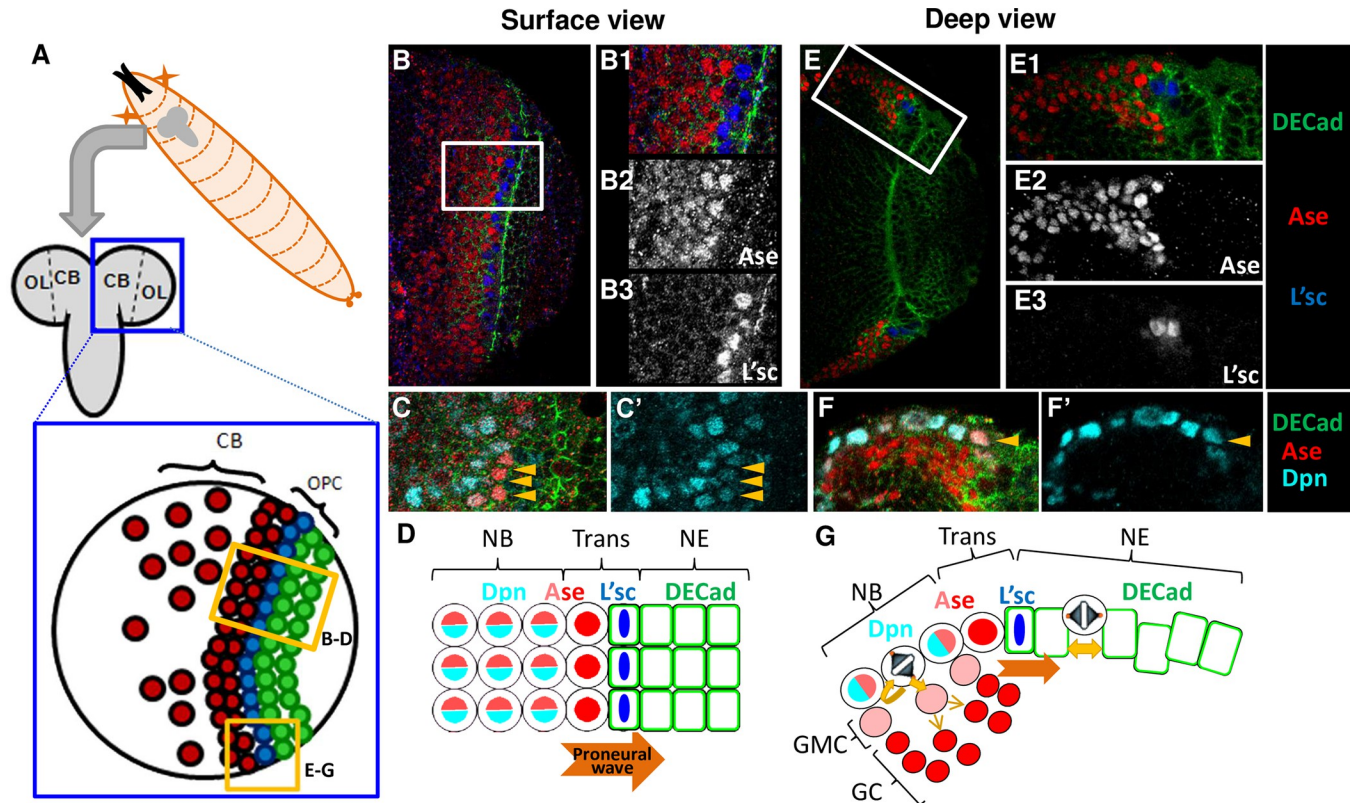 Surface view
Deep view
A
B
B1
B2
Ase
B3
L'sc
E
E1
E2
Ase
E3
L'sc
DECad
Ase
L'sc
OL
CB
CB
OL
C
C'
F
F'
DECad
Ase
Dpn
CB
OPC
B-D
E-G
D
NB
Trans
NE
Dpn
Ase
L'sc
DECad
Proneural
wave
G
Trans
NE
NB
Ase
L'sc
DECad
Dpn
GMC
GC